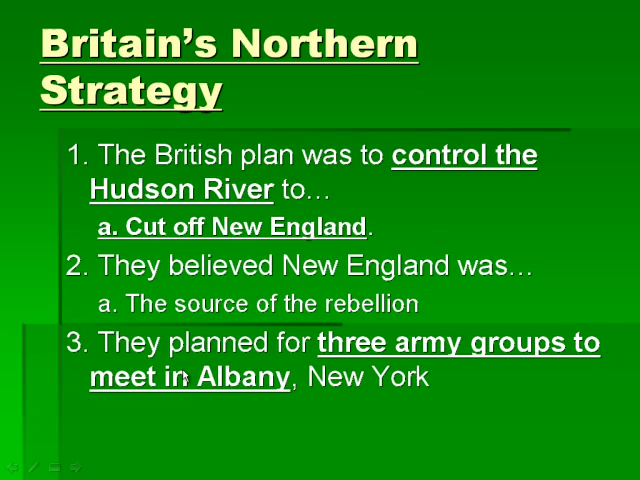 Britain’s Northern
Strategy
1. The British plan was to control the
Hudson River to…
a. Cut off New England.
2. They believed New England was…
a. The source of the rebellion
3. They planned for three army groups to
meet in Albany, New York